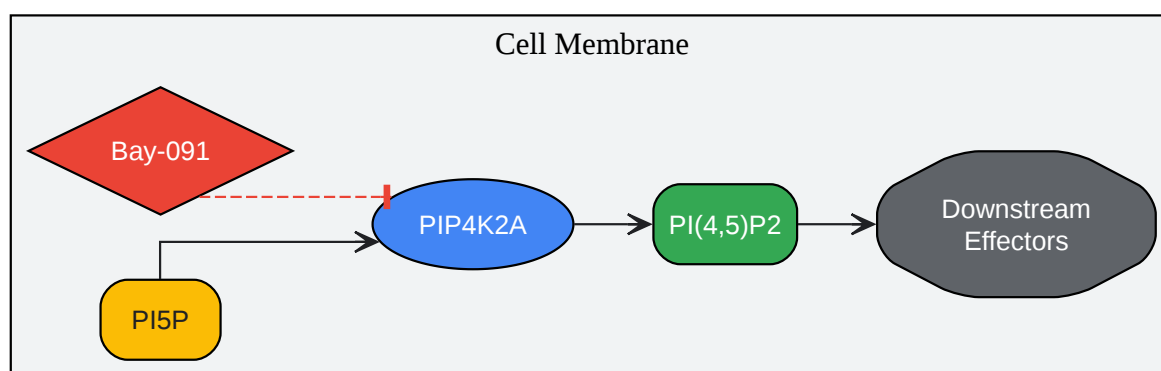 Cell Membrane
Bay-091
PIP4K2A
PI(4,5)P2
Downstream
Effectors
PI5P